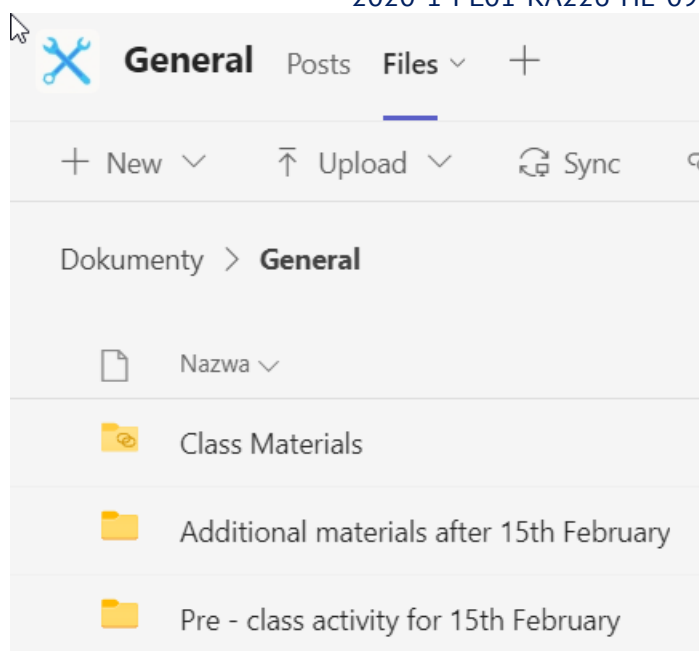 General Posts Files
New Upload Sync
Dokumenty > General
Nazwa
Class Materials
Additional materials after 15th February
Pre - class activity for 15th February